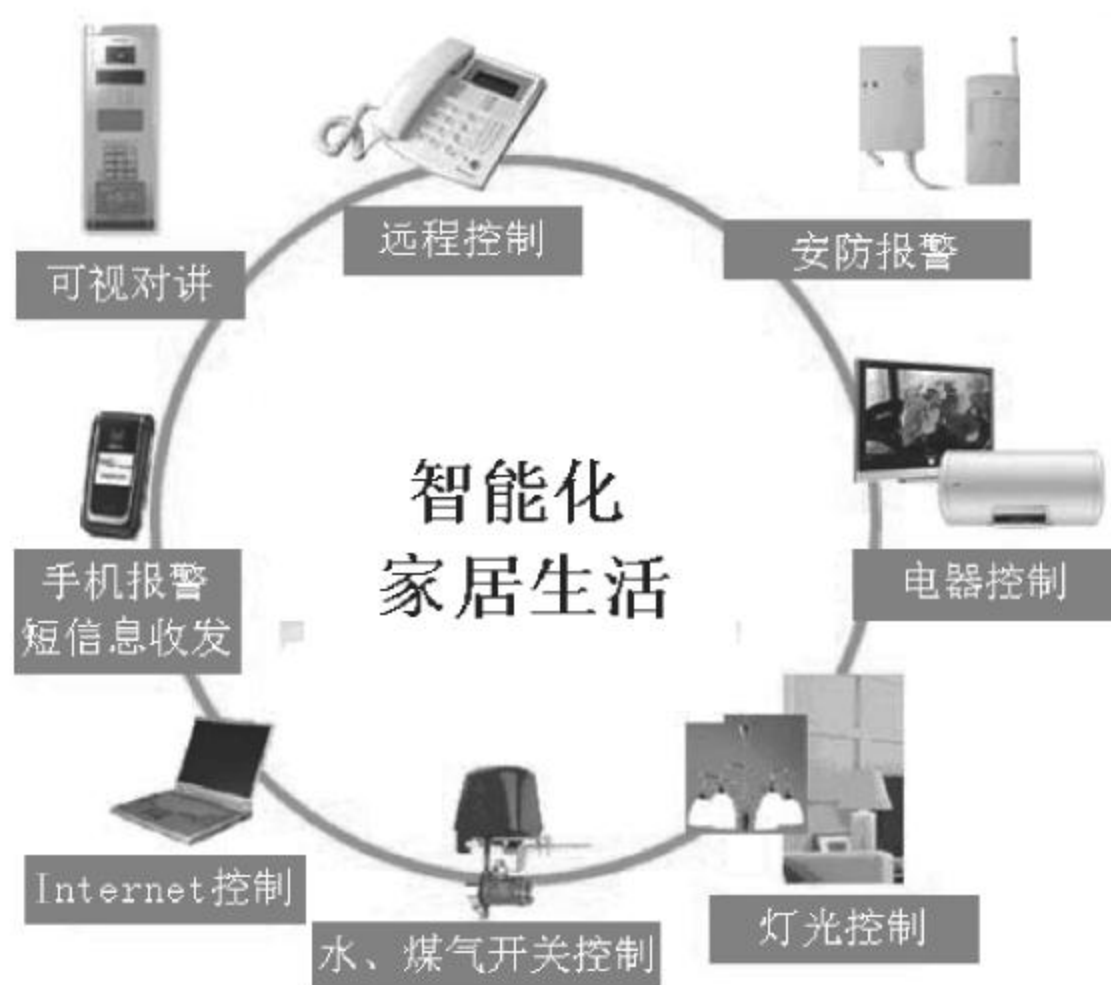 可视对讲
远程控制
安防报警
智能化
家居生活
手机报警
短信息收发
电器控制
Internet控制
水、煤气开关控制
灯光控制